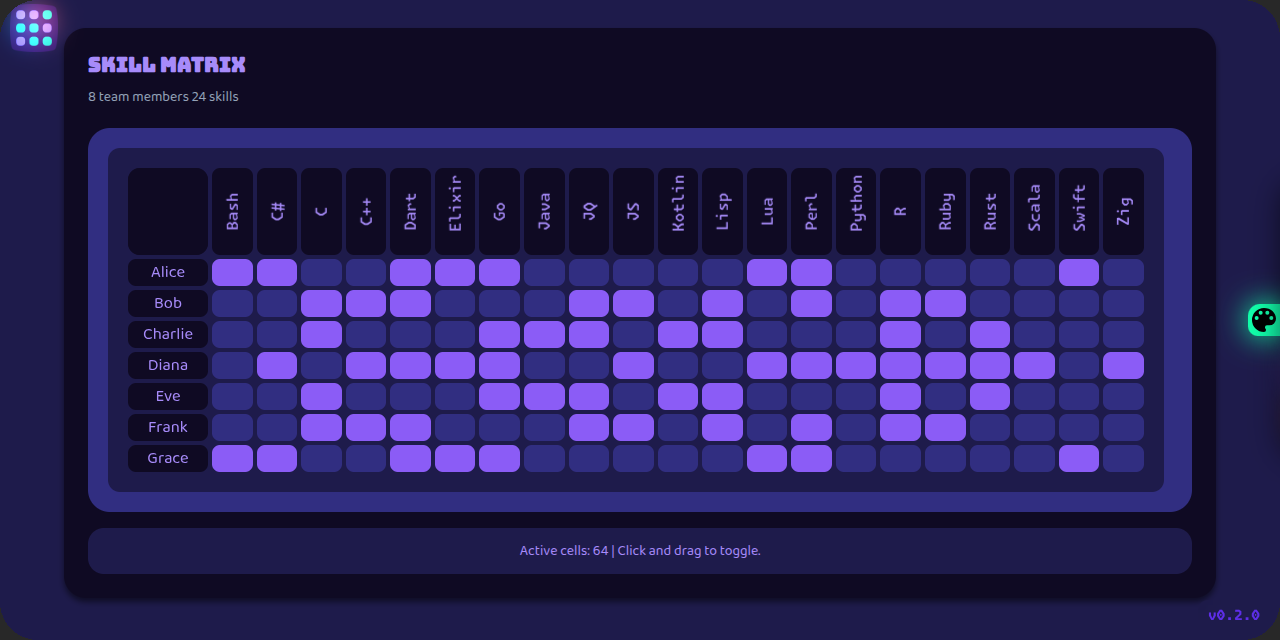 SKILL MATRIX
8 team members 24 skills
Bash C# C C++ Dart Elixir Go Java JQ JS Kotlin Lisp Lua Perl Python R Ruby Rust Scala Swift Zig
Alice
Bob
Charlie
Diana
Eve
Frank
Grace
Active cells: 64 | Click and drag to toggle.
v0.2.0